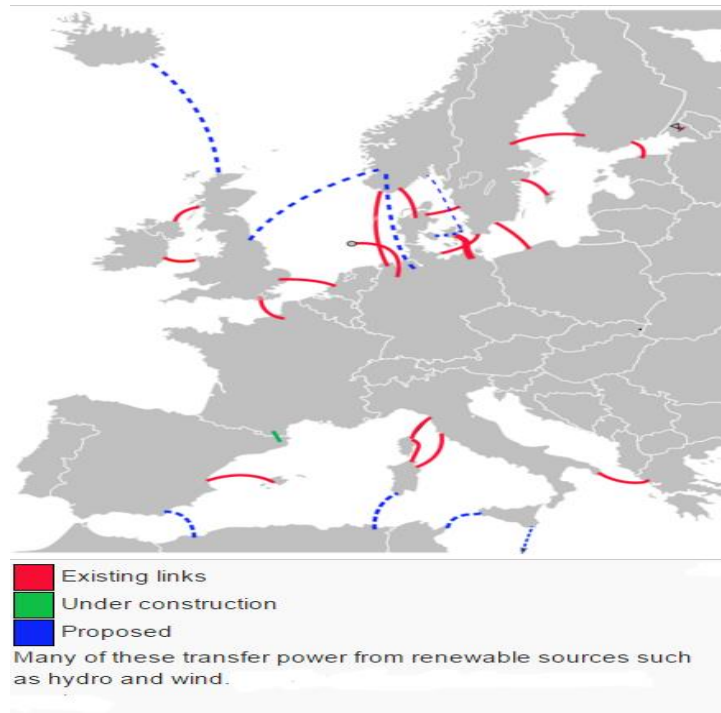 Existing links
Under construction
Proposed
Many of these transfer power from renewable sources such
as hydro and wind.